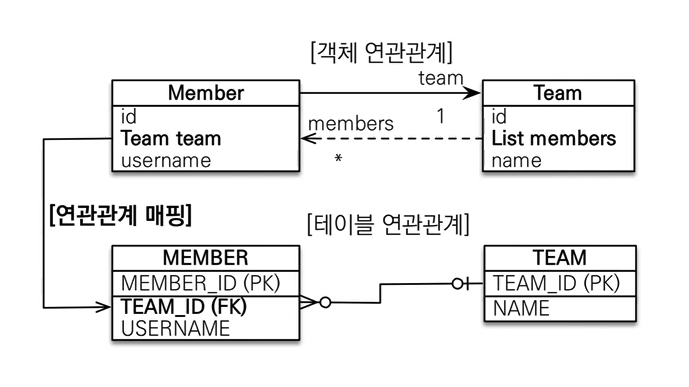 [객체 연관관계]
team
Member
id
Team team
username
Team
id
List members
name
members
1
*
[연관관계 매핑]
[테이블 연관관계]
MEMBER
MEMBER_ID (PK)
TEAM_ID (FK)
USERNAME
TEAM
TEAM_ID (PK)
NAME